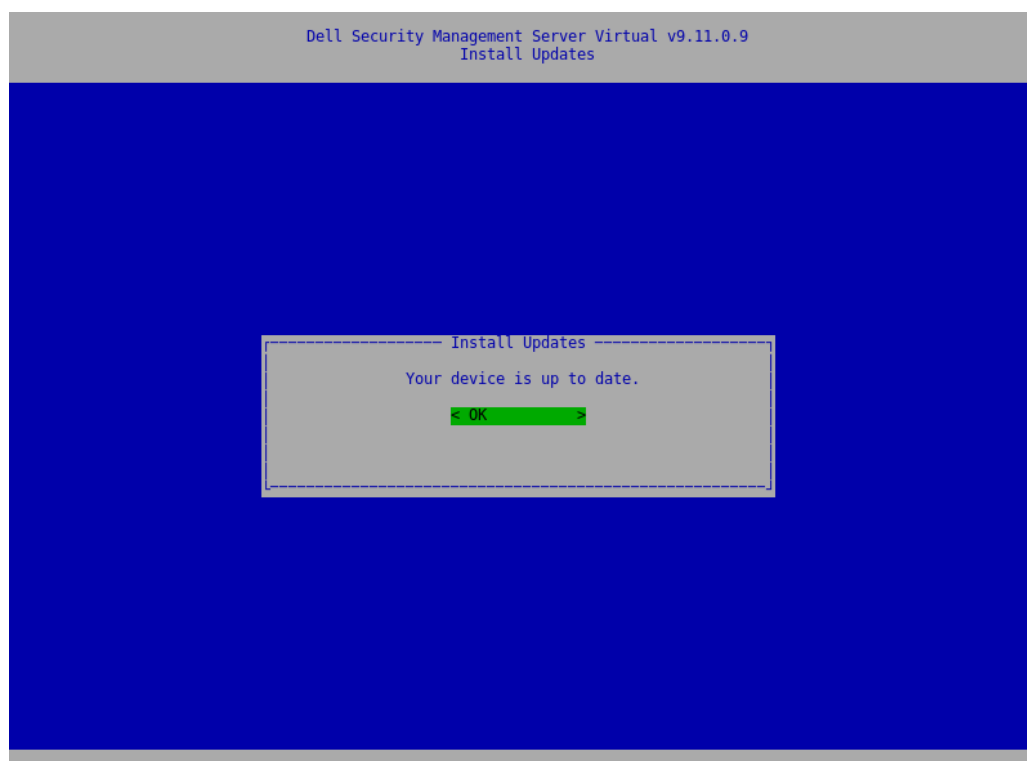 Dell Security Management Server Virtual v9.11.0.9
Install Updates
Install Updates
Your device is up to date.
< OK >